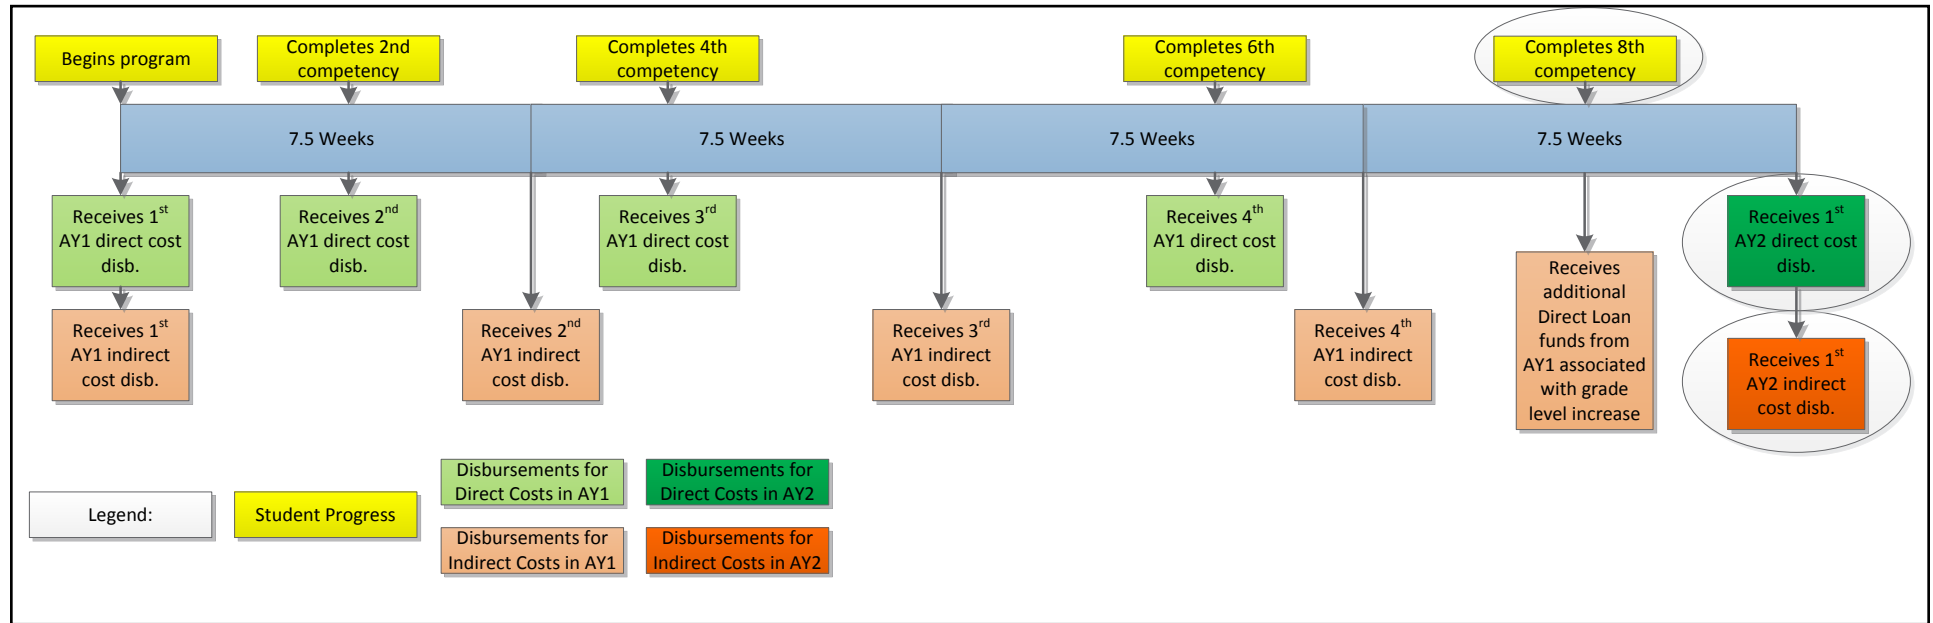 Begins program
Completes 2nd
competency
Completes 4th
competency
Completes 6th
competency
Completes 8th
competency
7.5 Weeks
7.5 Weeks
7.5 Weeks
7.5 Weeks
Receives 1st
AY1 direct cost
disb.
Receives 2nd
AY1 direct cost
disb.
Receives 3rd
AY1 direct cost
disb.
Receives 4th
AY1 direct cost
disb.
Receives 1st
AY2 direct cost
disb.
Receives 1st
AY1 indirect
cost disb.
Receives 2nd
AY1 indirect
cost disb.
Receives 3rd
AY1 indirect
cost disb.
Receives 4th
AY1 indirect
cost disb.
Receives
additional
Direct Loan
funds from
AY1 associated
with grade
level increase
Receives 1st
AY2 indirect
cost disb.
Legend:
Student Progress
Disbursements for
Direct Costs in AY1
Disbursements for
Direct Costs in AY2
Disbursements for
Indirect Costs in AY1
Disbursements for
Indirect Costs in AY2